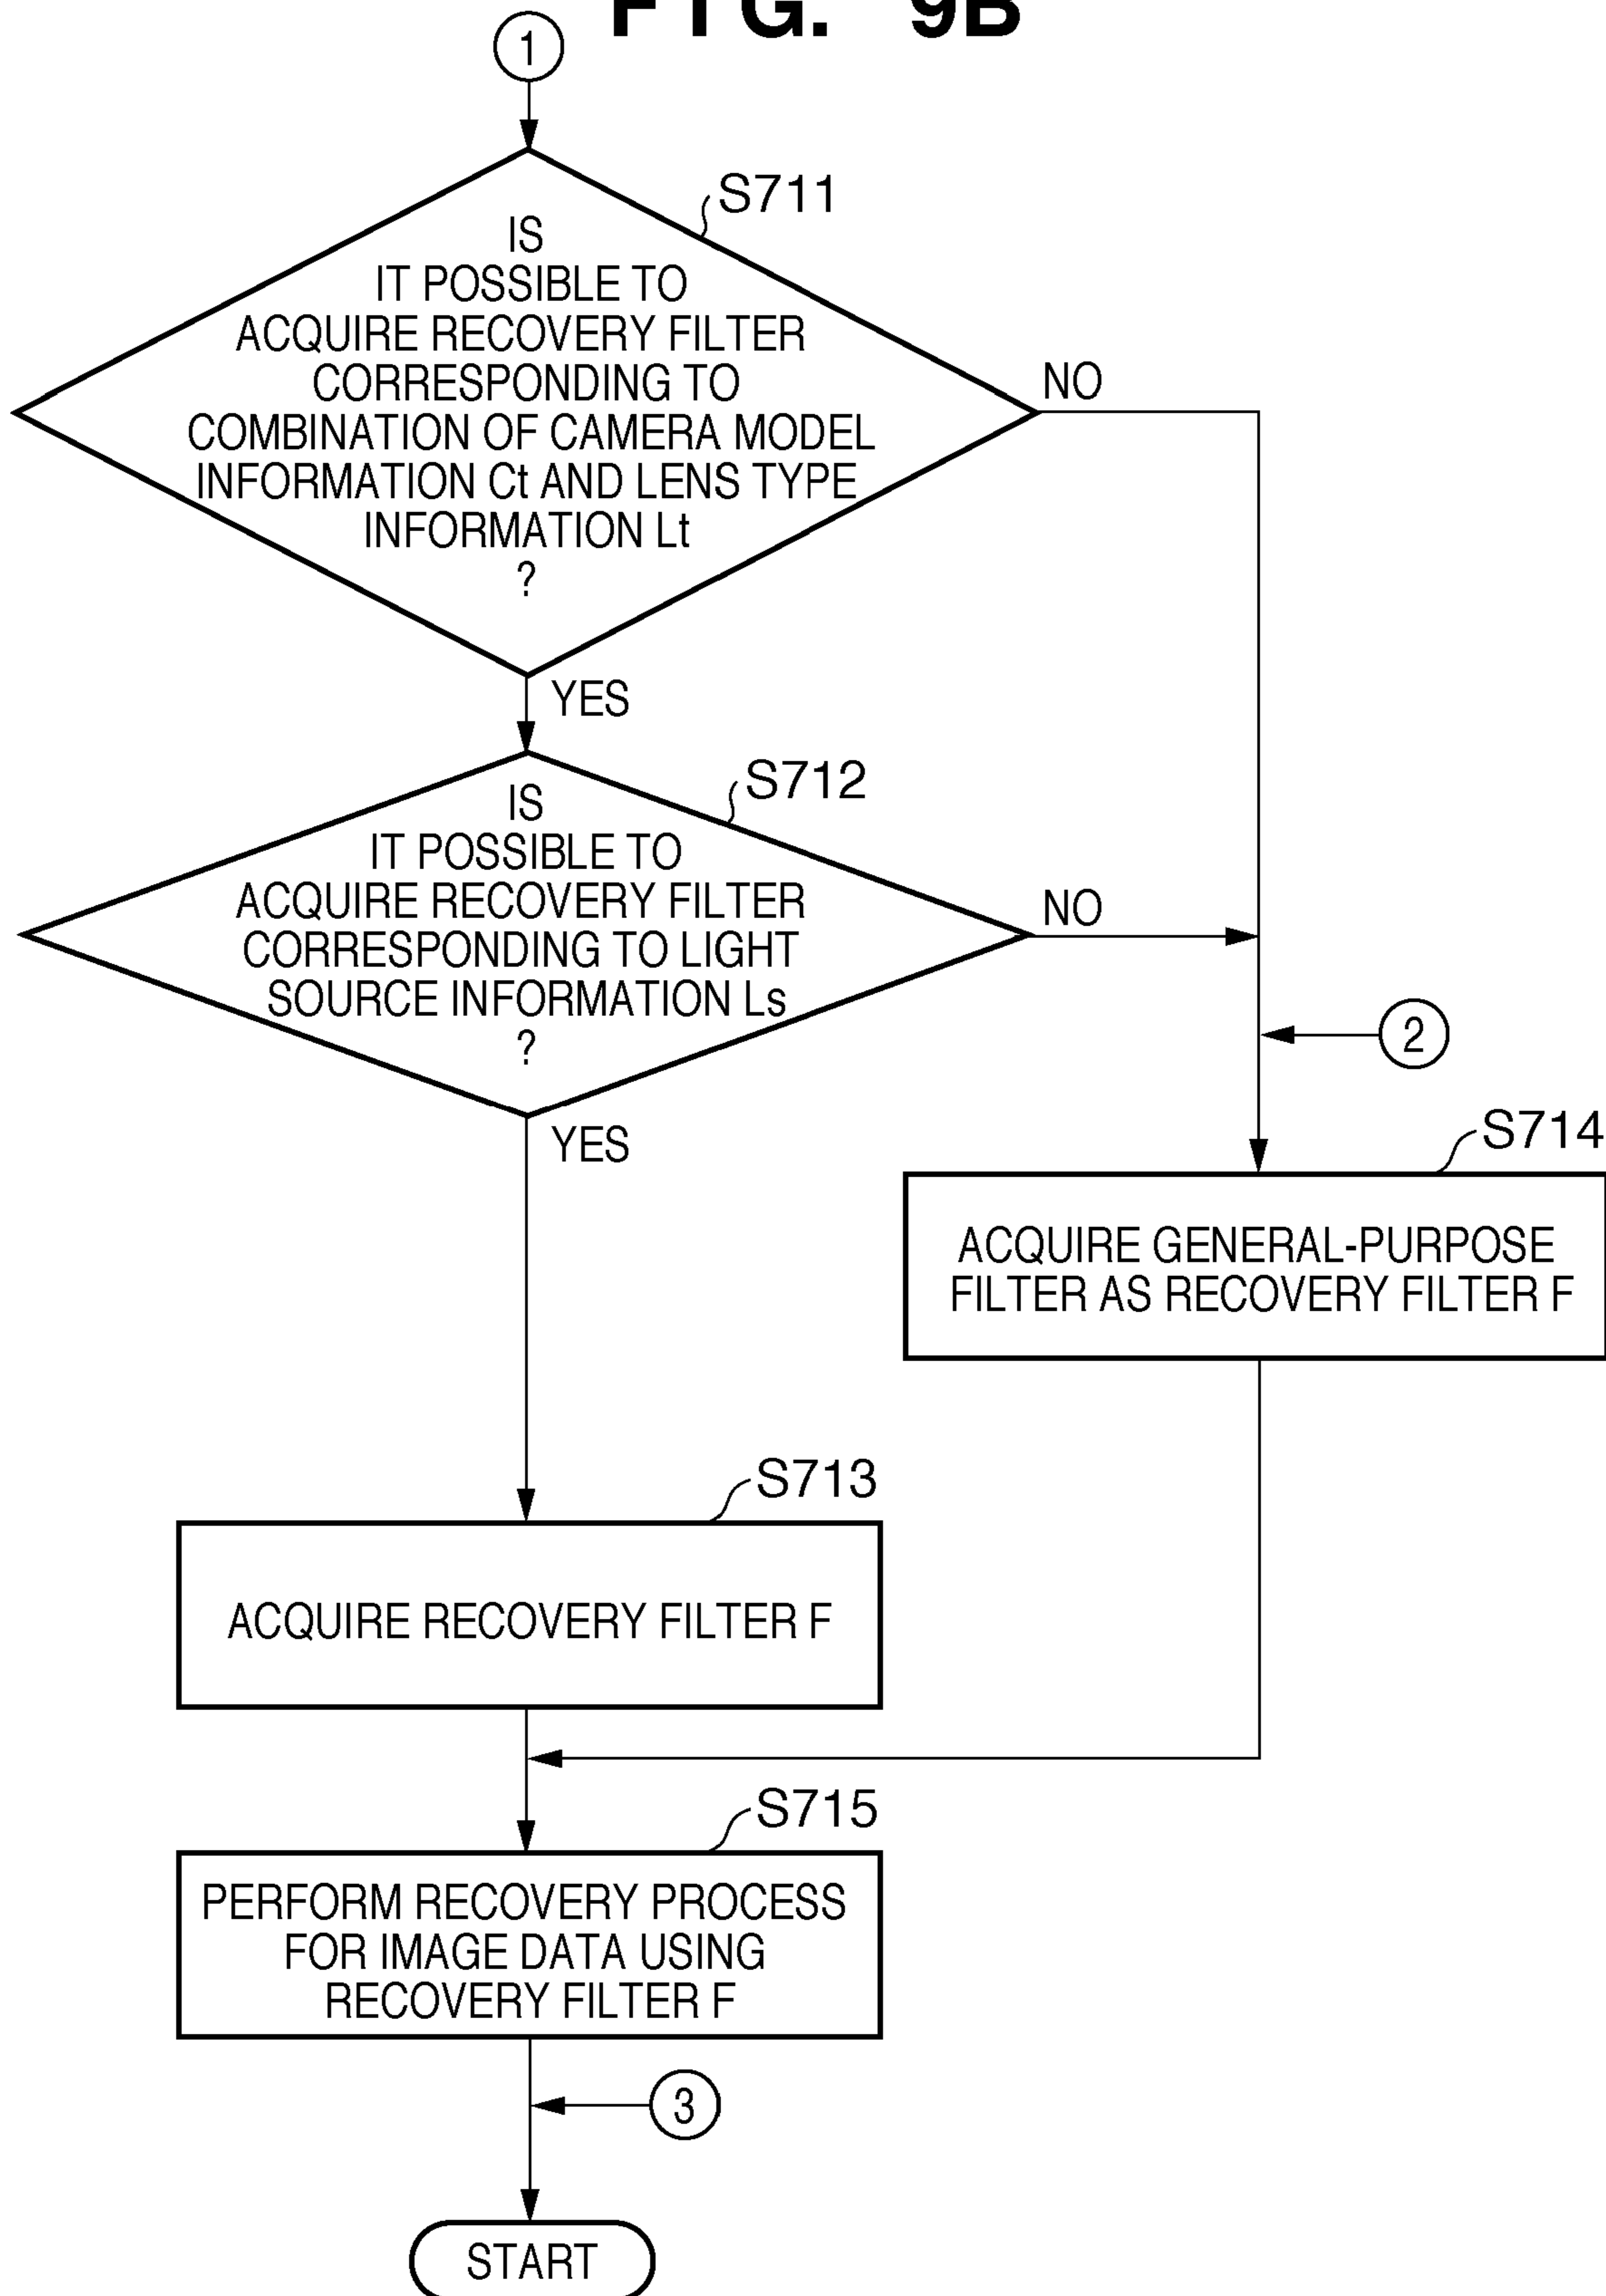 FIG. 9B
1
S711
IS
IT POSSIBLE TO
ACQUIRE RECOVERY FILTER
CORRESPONDING TO
COMBINATION OF CAMERA MODEL
INFORMATION Ct AND LENS TYPE
INFORMATION Lt
?
NO
YES
S712
IS
IT POSSIBLE TO
ACQUIRE RECOVERY FILTER
CORRESPONDING TO LIGHT
SOURCE INFORMATION Ls
?
NO
2
YES
S714
ACQUIRE GENERAL-PURPOSE
FILTER AS RECOVERY FILTER F
S713
ACQUIRE RECOVERY FILTER F
S715
PERFORM RECOVERY PROCESS
FOR IMAGE DATA USING
RECOVERY FILTER F
3
START